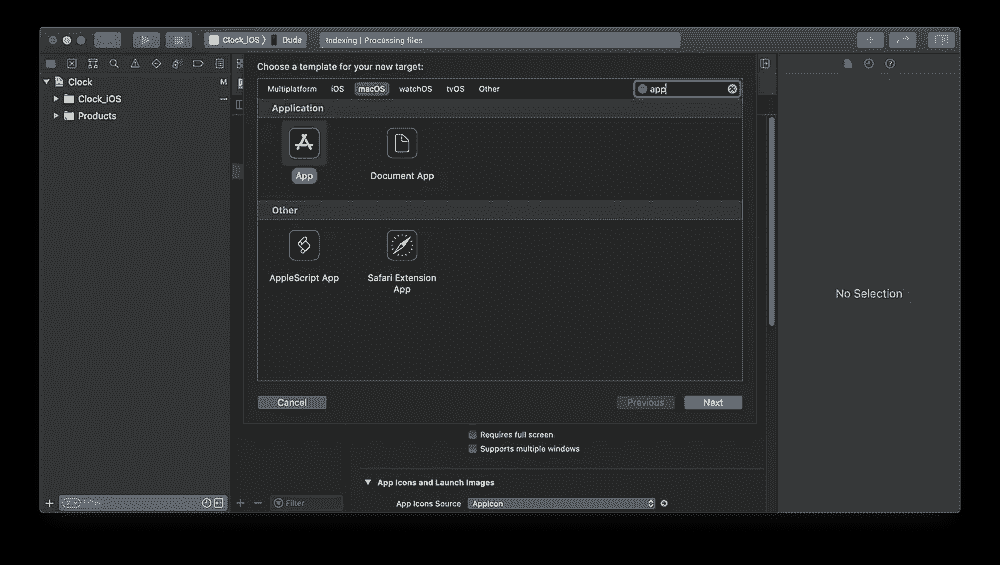 Clock_iOS
Dude
Indexing | Processing files
Choose a template for your new target:
Multiplatform
iOS
macOS
watchOS
tvOS
Other
app
Clock
M
Clock_iOS
Products
Application
App
Document App
Other
AppleScript App
Safari Extension
App
No Selection
Cancel
Previous
Next
Requires full screen
Supports multiple windows
App Icons and Launch Images
Filter
Filter
App Icons Source
AppIcon